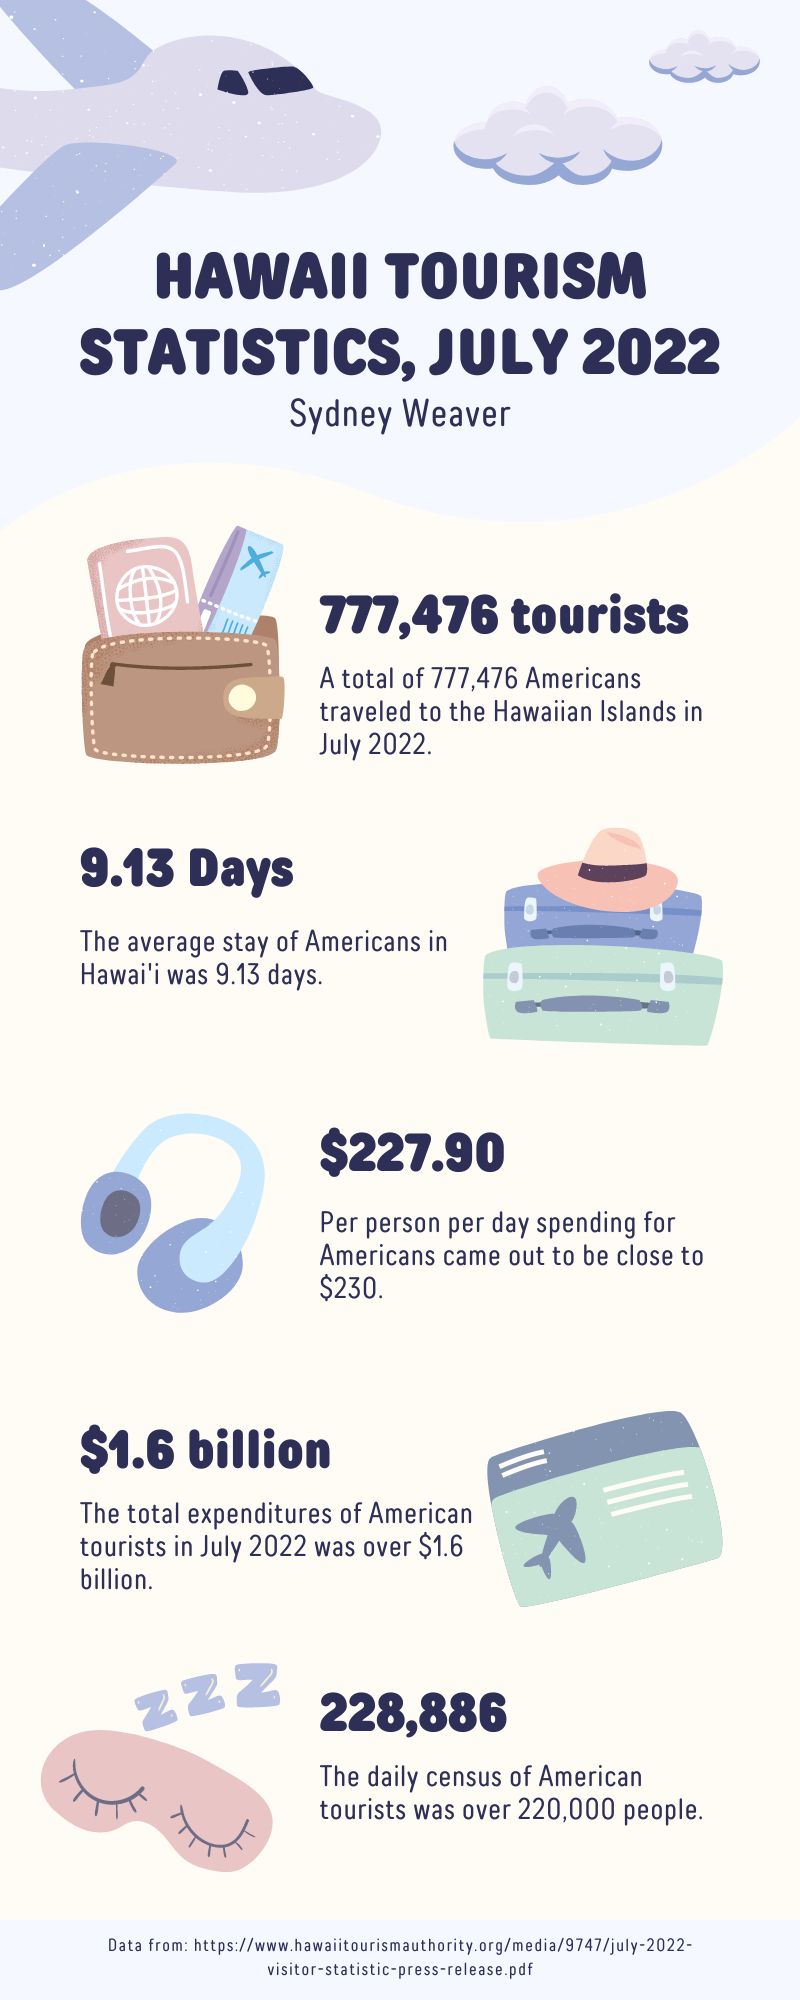 HAWAII TOURISM
STATISTICS, JULY 2022
Sydney Weaver
777,476 tourists
A total of 777,476 Americans
traveled to the Hawaiian Islands in
July 2022.
9.13 Days
The average stay of Americans in
Hawai'i was 9.13 days.
$227.90
Per person per day spending for
Americans came out to be close to
$230.
$1.6 billion
The total expenditures of American
tourists in July 2022 was over $1.6
billion.
Z Z Z
228,886
The daily census of American
tourists was over 220,000 people.
Data from: https://www.hawaiitourismauthority.org/media/9747/july-2022-
visitor-statistic-press-release.pdf